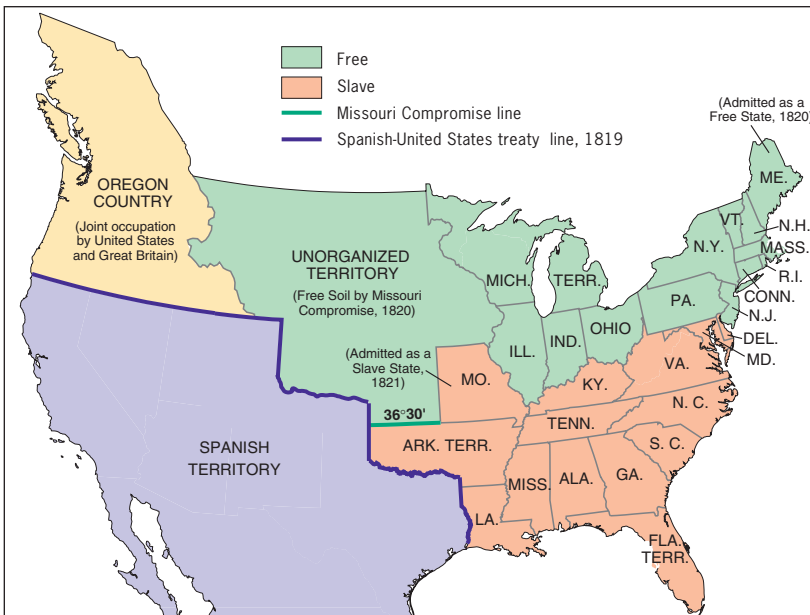 Free
Slave
Missouri Compromise line
Spanish-United States treaty line, 1819
(Admitted as a
Free State, 1820)
ME.
OREGON
COUNTRY
(Joint occupation
by United States
and Great Britain)
UNORGANIZED
TERRITORY
(Free Soil by Missouri
Compromise, 1820)
MICH.
TERR.
N.Y.
VT.
N.H.
MASS.
R.I.
CONN.
PA.
N.J.
ILL.
IND.
OHIO
DEL.
MD.
(Admitted as a
Slave State,
1821)
MO.
KY.
VA.
36°30'
N. C.
TENN.
ARK. TERR.
SPANISH
TERRITORY
S. C.
MISS.
ALA.
GA.
LA.
FLA.
TERR.